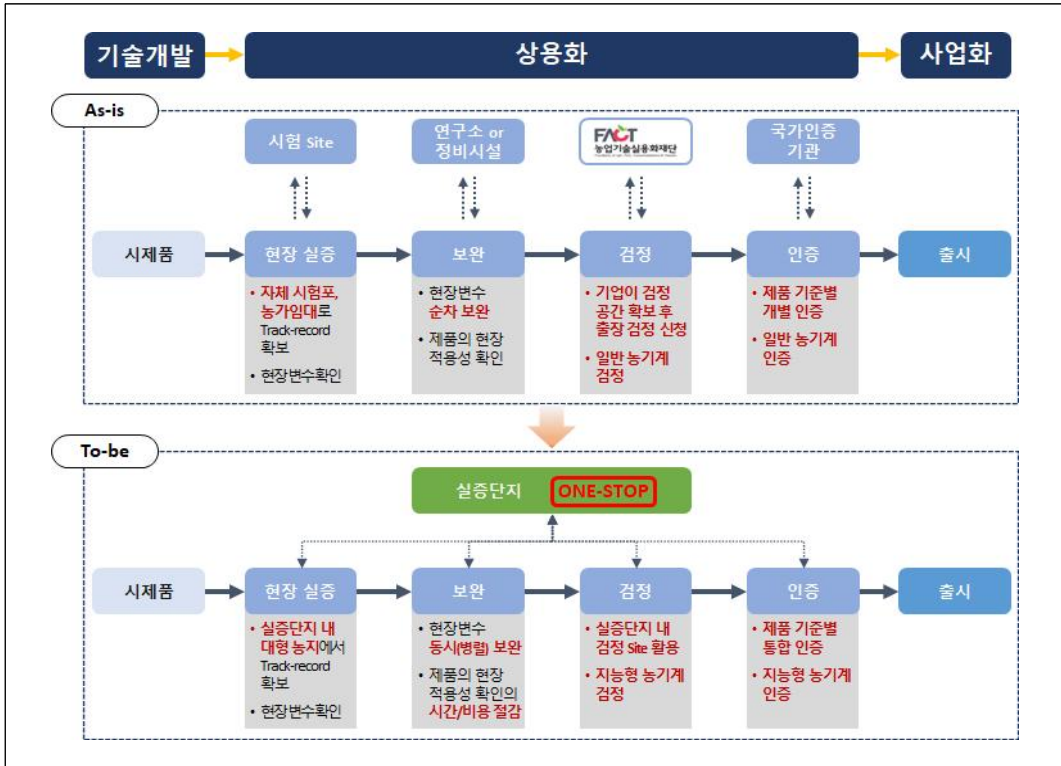 기술개발
상용화
사업화
As-is
시험 Site
연구소 or
정비시설
FACT
농업기술실용화재단
국가인증
기관
시제품
현장 실증
보완
검정
인증
출시
• 자체 시험포,
농가임대로
Track-record
확보
• 현장변수확인
• 현장변수
순차 보완
• 제품의 현장
적용성 확인
• 기업이 검정
공간 확보 후
출장 검정 신청
• 일반 농기계
검정
• 제품 기준별
개별 인증
• 일반 농기계
인증
To-be
실증단지 ONE-STOP
시제품
현장 실증
보완
검정
인증
출시
• 실증단지 내
대형 농지에서
Track-record
확보
• 현장변수확인
• 현장변수
동시(병렬) 보완
• 제품의 현장
적용성 확인의
시간/비용 절감
• 실증단지 내
검정 Site 활용
• 지능형 농기계
검정
• 제품 기준별
통합 인증
• 지능형 농기계
인증